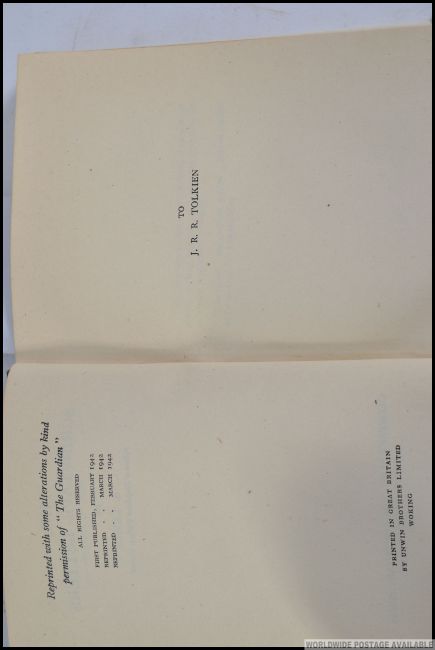 Reprinted with some alterations by kind
permission of "The Guardian"
ALL RIGHTS RESERVED
FIRST PUBLISHED, FEBRUARY 1942
REPRINTED . . MARCH 1942
REPRINTED . . MARCH 1942
PRINTED IN GREAT BRITAIN
BY UNWIN BROTHERS LIMITED
WOKING
TO
J. R. R. TOLKIEN
WORLDWIDE POSTAGE AVAILABLE